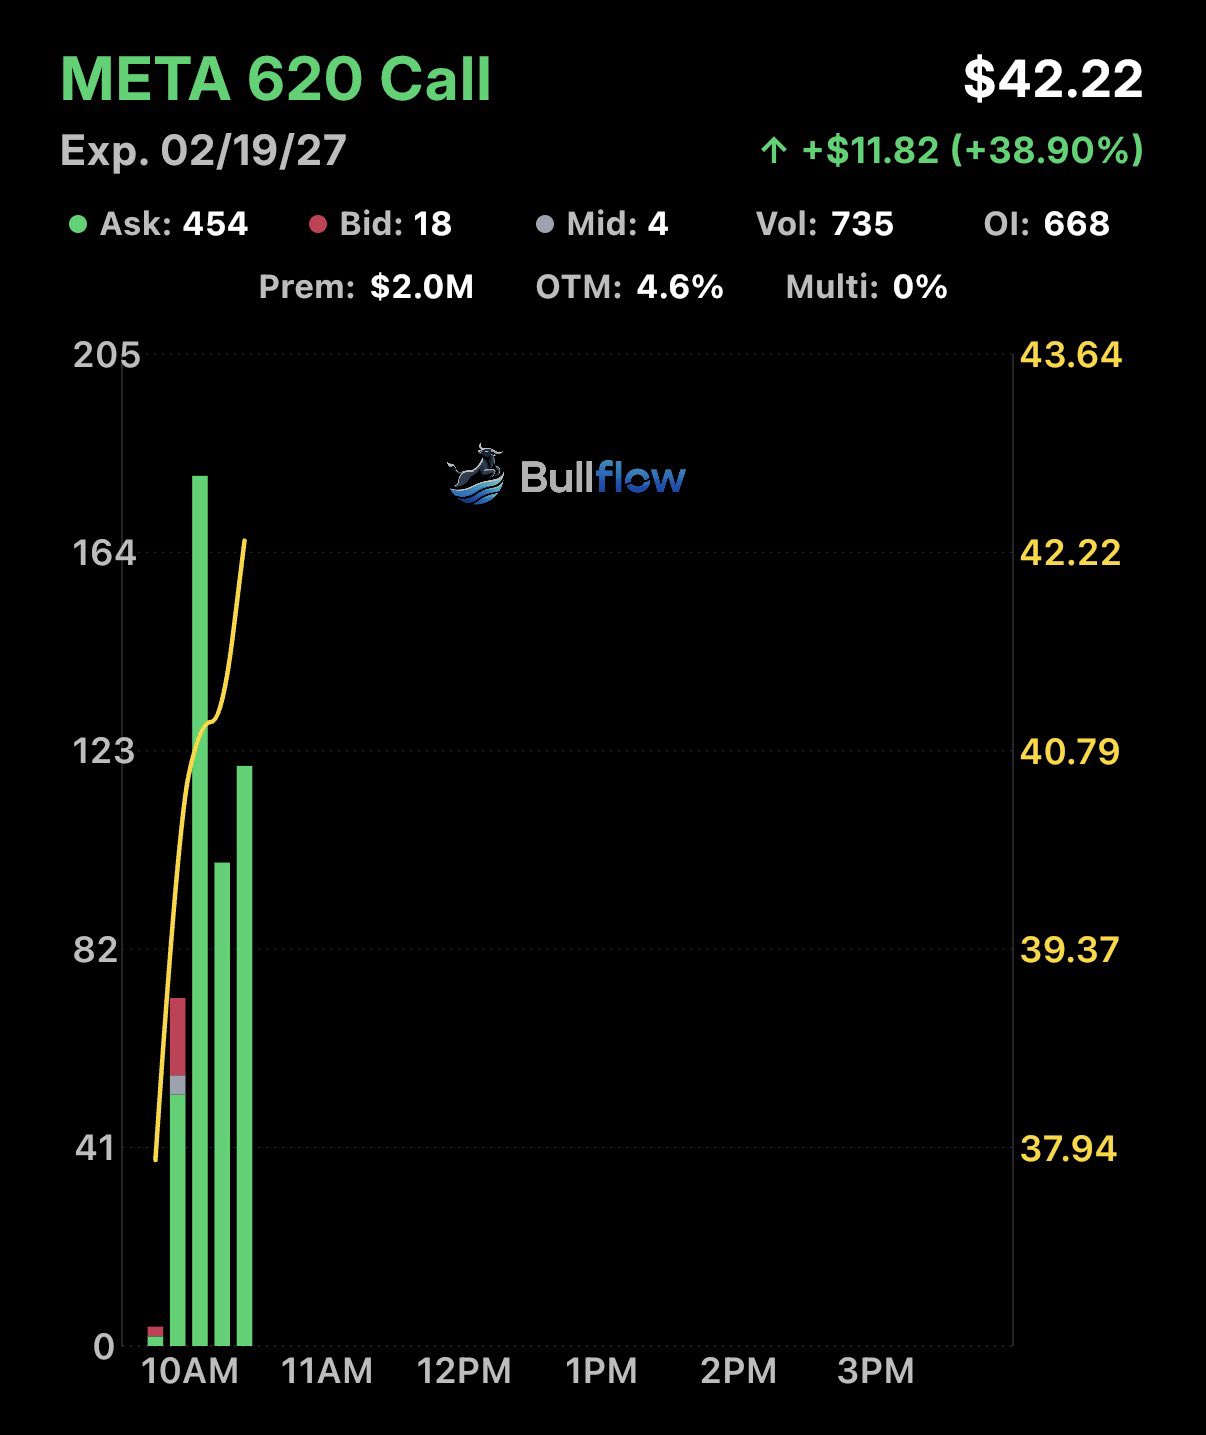 META 620 Call $42.22
Exp. 02/19/27 ↑ +$11.82 (+38.90%)
Ask: 454 Bid: 18 Mid: 4 Vol: 735 OI: 668
Prem: $2.0M OTM: 4.6% Multi: 0%
205 43.64
Bullflow
164 42.22
123 40.79
82 39.37
41 37.94
0
10AM 11AM 12PM 1PM 2PM 3PM